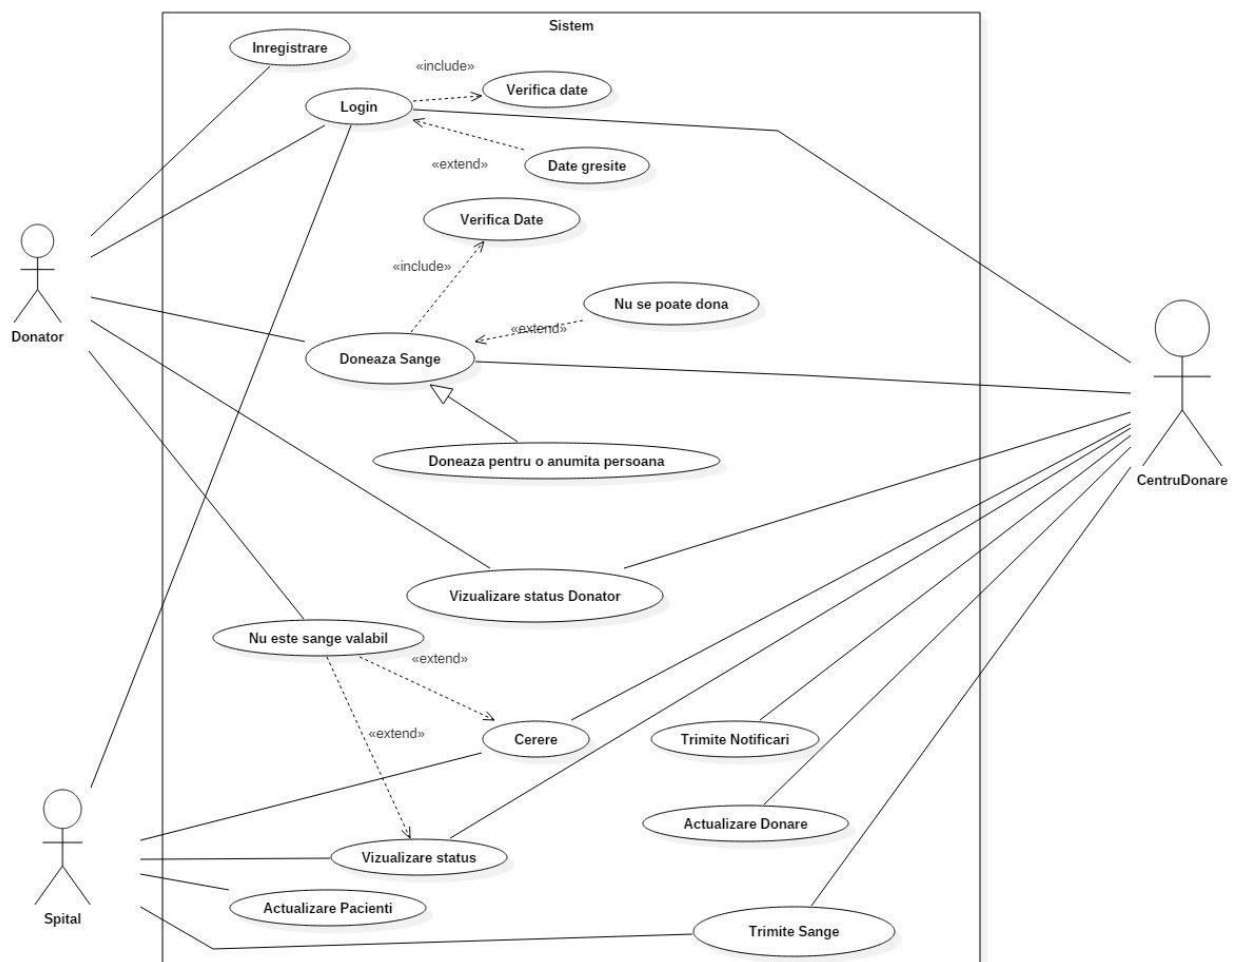 Sistem
Inregistrare
«include»
Verifica date
Login
«extend»
Date gresite
Verifica Date
«include»
Nu se poate dona
«extend»
Donator
Doneaza Sange
Doneaza pentru o anumita persoana
CentruDonare
Vizualizare status Donator
Nu este sange valabil
«extend»
«extend»
Cerere
Trimite Notificari
Actualizare Donare
Vizualizare status
Actualizare Pacienti
Spital
Trimite Sange